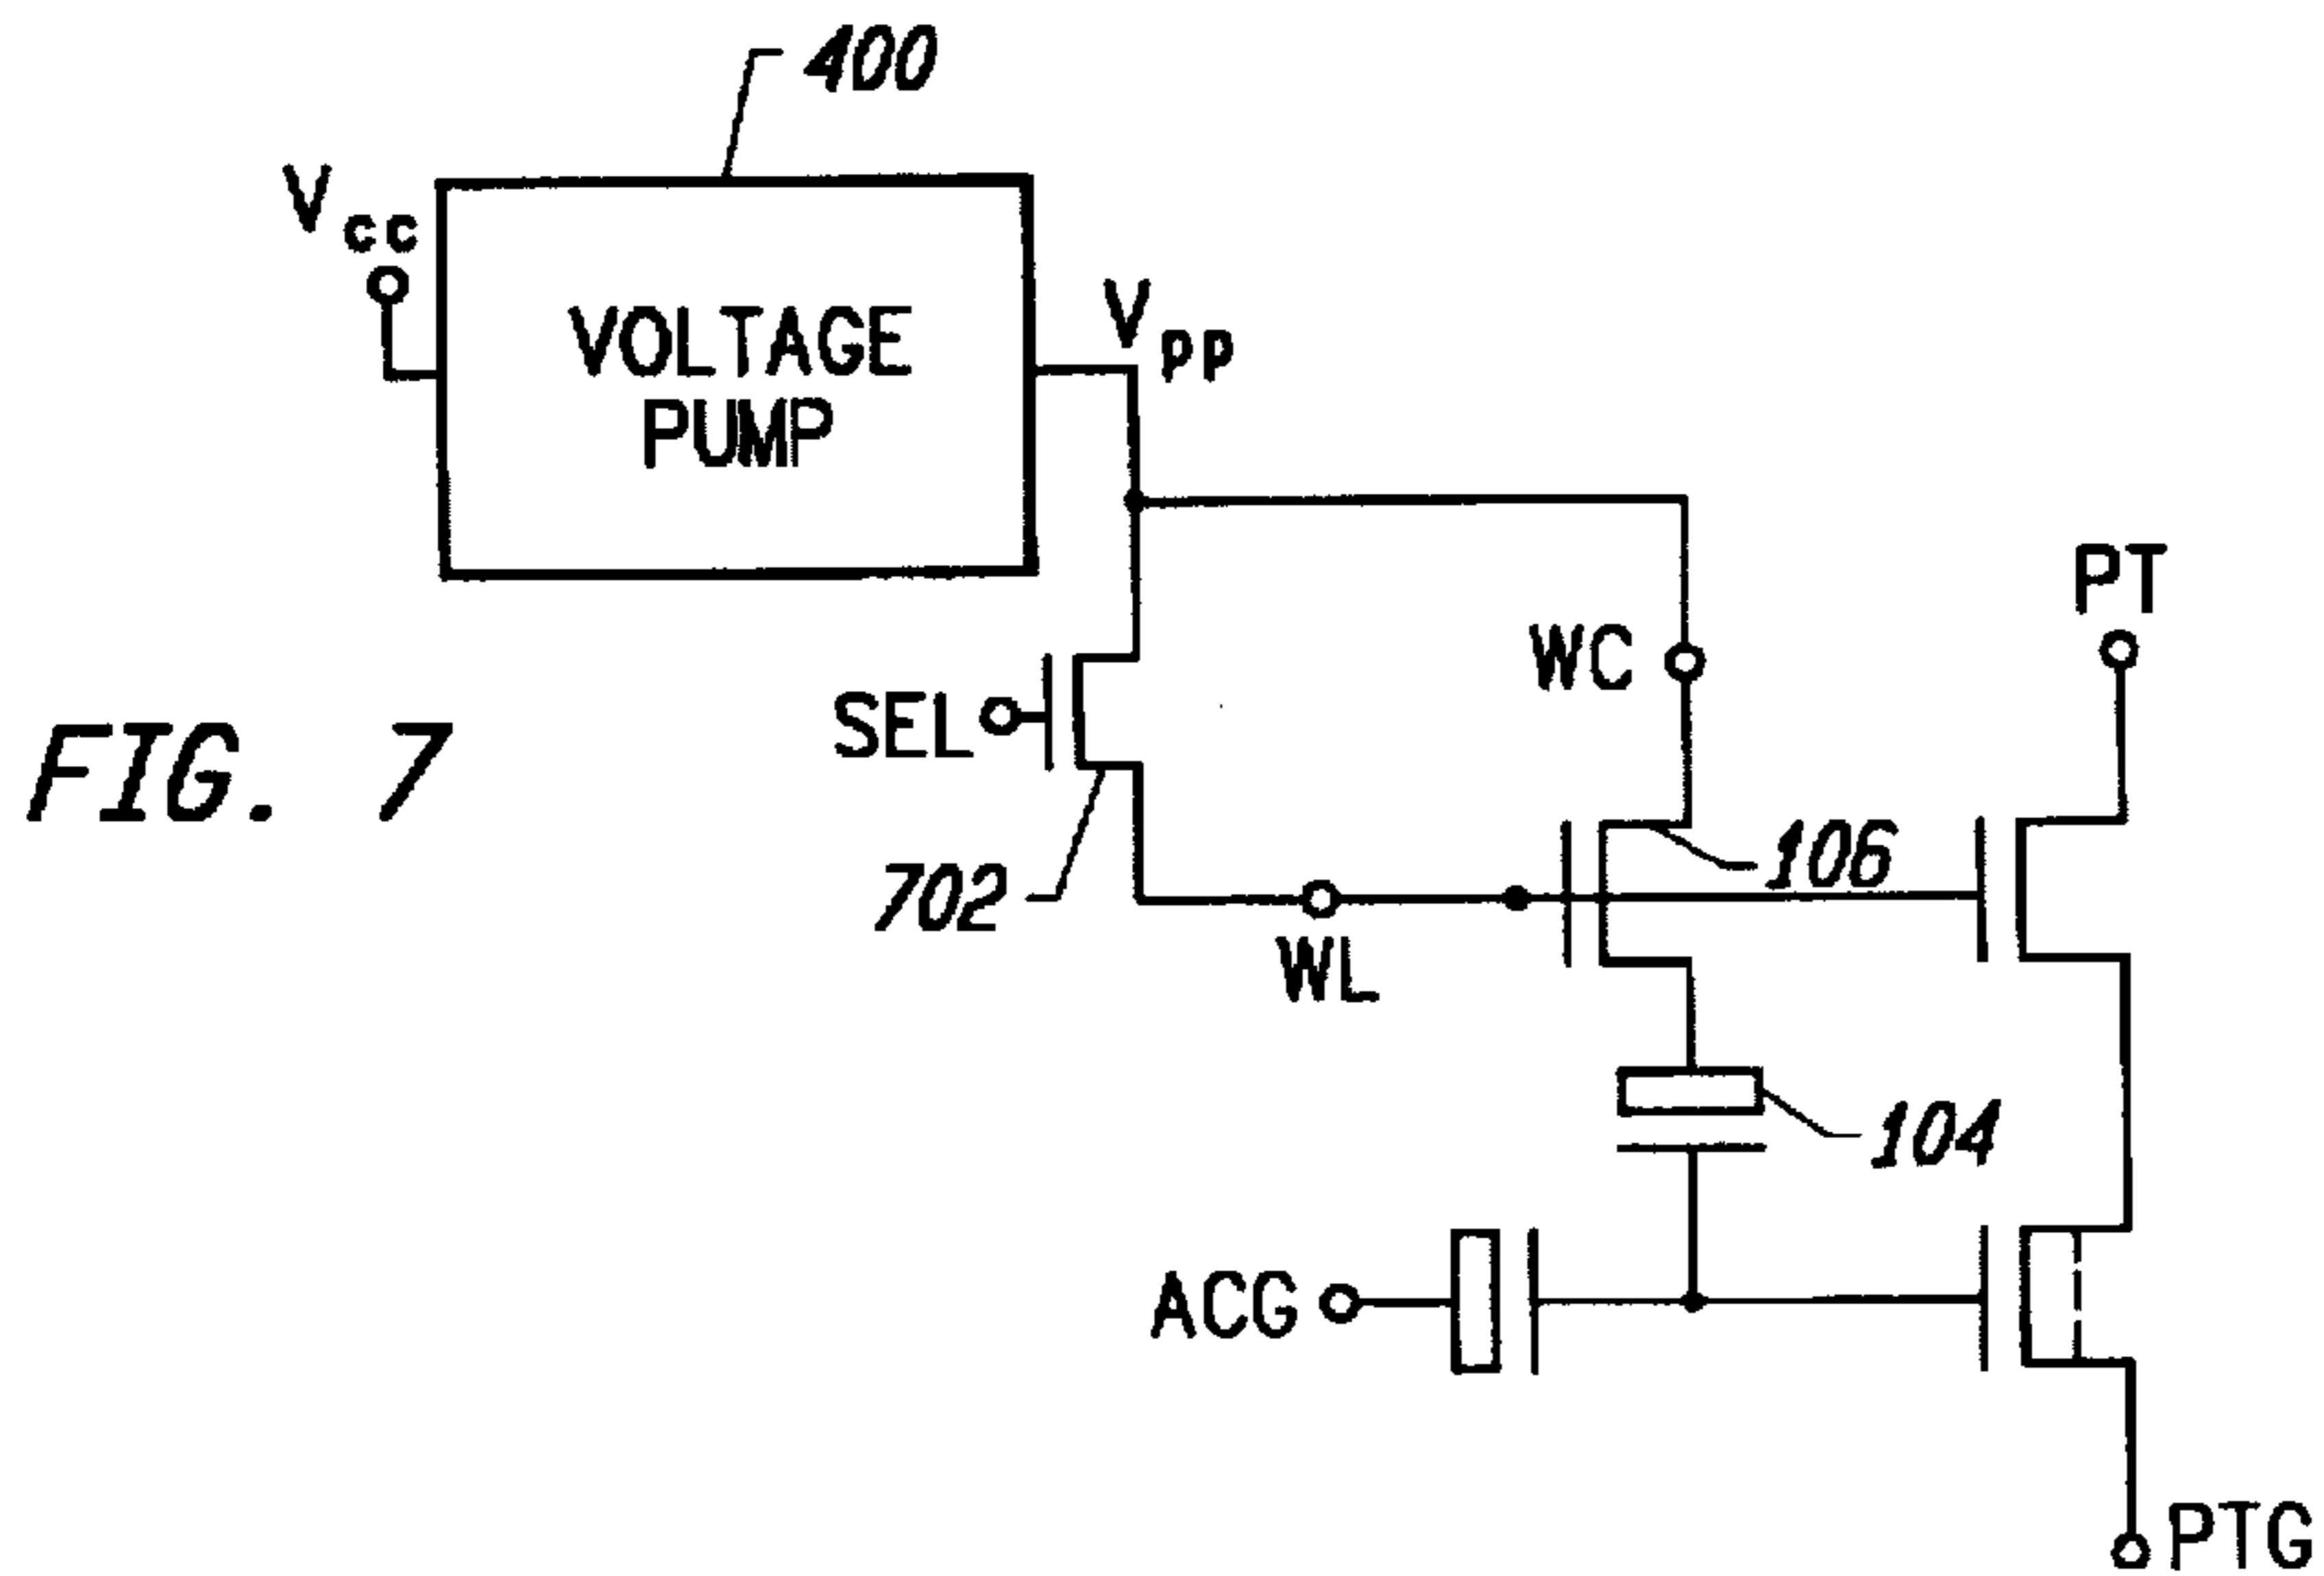 400
Vcc
VOLTAGE
PUMP
Vpp
PT
WC
SEL
FIG. 7
106
702
WL
104
ACG
PTG